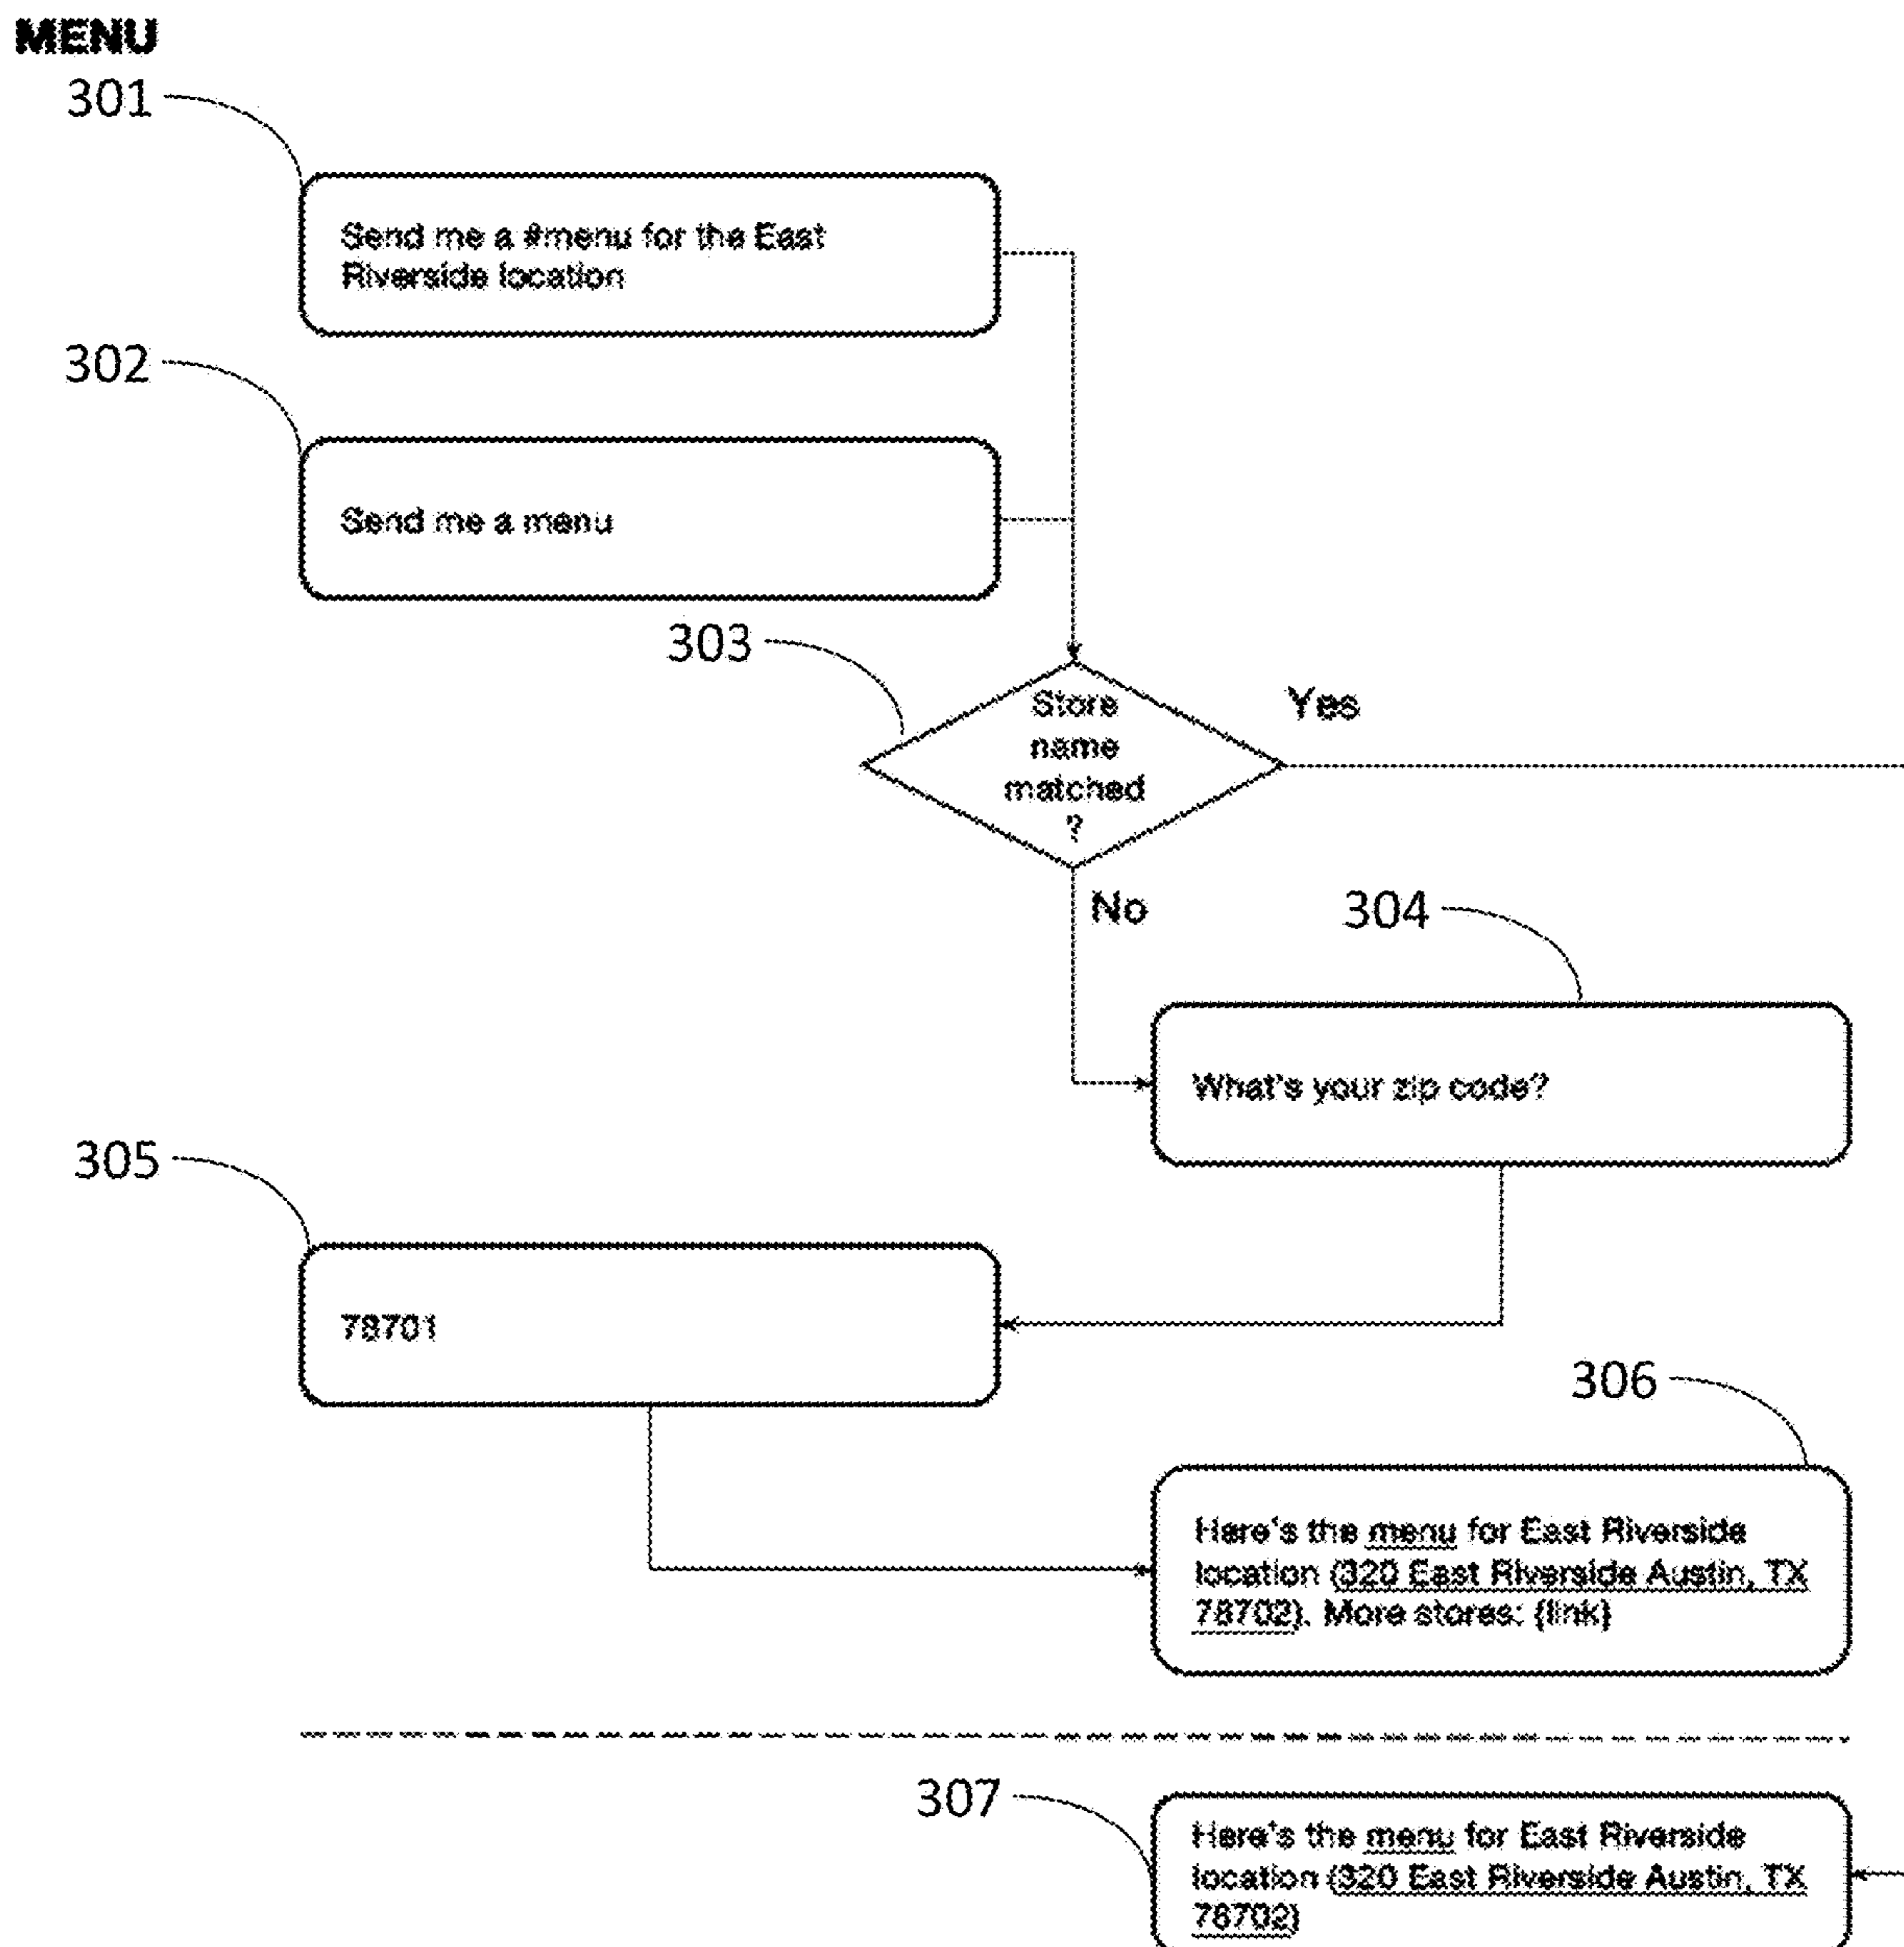 MENU
301
Send me a #menu for the East
Riverside location
302
Send me a menu
303
Store
name
matched
?
Yes
No
304
What's your zip code?
305
78701
306
Here's the menu for East Riverside
location (320 East Riverside Austin, TX
78702). More stores: {link}
307
Here's the menu for East Riverside
location (320 East Riverside Austin, TX
78702)